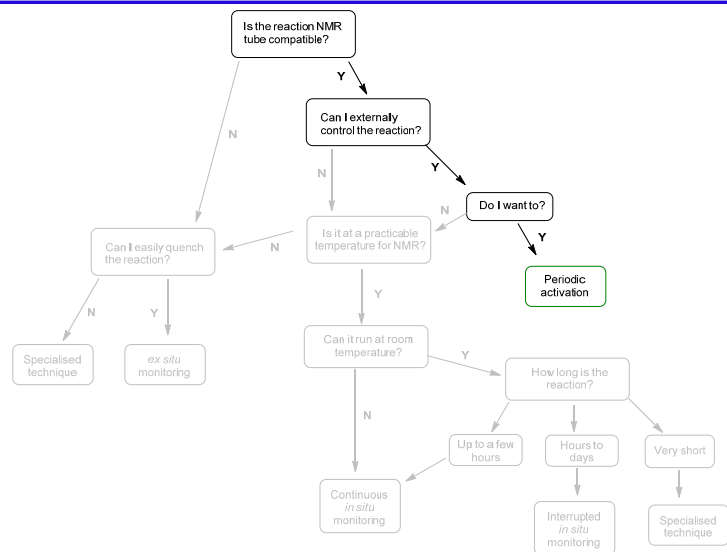 Is the reaction NMR
tube compatible?
Y
Can I externally
control the reaction?
N
N
Y
Do I want to?
N
Y
Can I easily quench
the reaction?
N
Is it at a practicable
temperature for NMR?
Periodic
activation
N
Y
Y
Specialised
technique
ex situ
monitoring
Can it run at room
temperature?
Y
How long is the
reaction?
N
Up to a few
hours
Hours to
days
Very short
Continuous
in situ
monitoring
Interrupted
in situ
monitoring
Specialised
technique